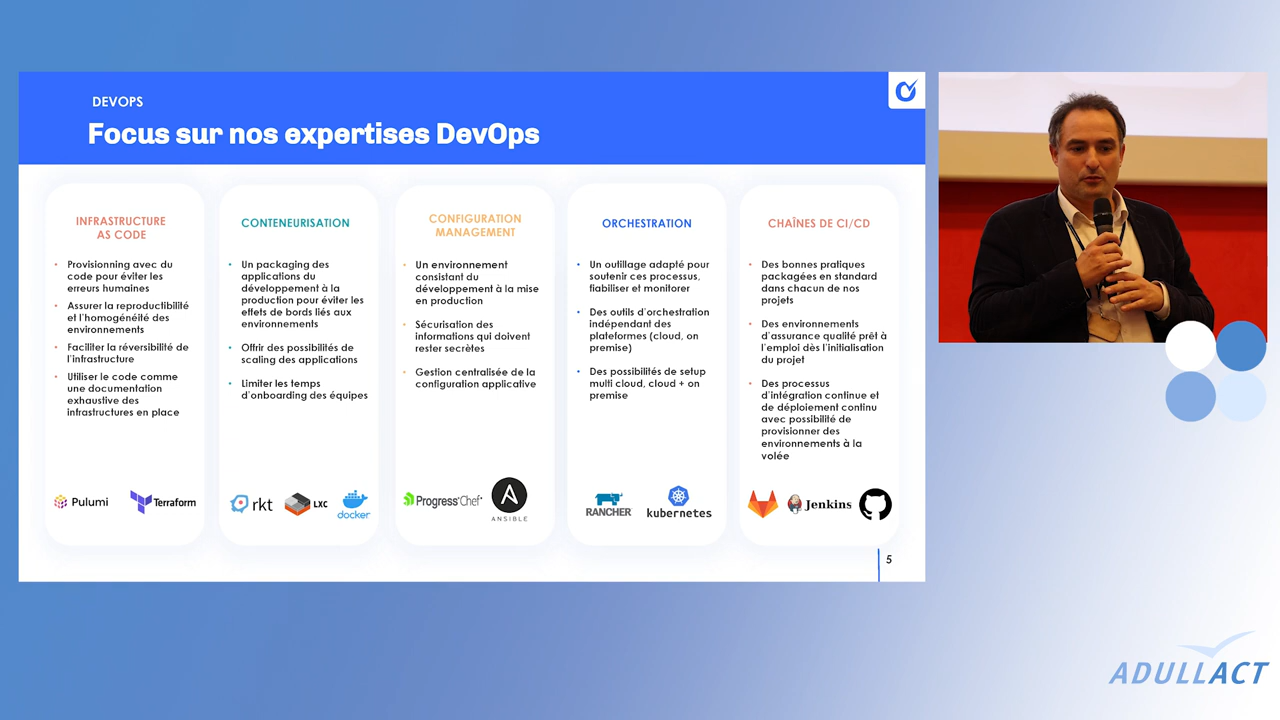 DEVOPS
Focus sur nos expertises DevOps
INFRASTRUCTURE
AS CODE
Provisionning avec du
code pour éviter les
erreurs humaines
Assurer la reproductibilité
et l'homogénéité des
environnements
Faciliter la réversibilité de
l'infrastructure
Utiliser le code comme
une documentation
exhaustive des
infrastructures en place
Pulumi
Terraform
CONTENEURISATION
Un packaging des
applications du
développement à la
production pour éviter les
effets de bords liés aux
environnements
Offrir des possibilités de
scaling des applications
Limiter les temps
d'onboarding des équipes
rkt
LXC
docker
CONFIGURATION
MANAGEMENT
Un environnement
consistant du
développement à la mise
en production
Sécurisation des
informations qui doivent
rester secrètes
Gestion centralisée de la
configuration applicative
Progress Chef
ANSIBLE
ORCHESTRATION
Un outillage adapté pour
soutenir ces processus,
fiabiliser et monitorer
Des outils d'orchestration
indépendant des
plateformes (cloud, on
premise)
Des possibilités de setup
multi cloud, cloud + on
premise
RANCHER
kubernetes
CHAÎNES DE CI/CD
Des bonnes pratiques
packagées en standard
dans chacun de nos
projets
Des environnements
d'assurance qualité prêt à
l'emploi dès l'initialisation
du projet
Des processus
d'intégration continue et
de déploiement continu
avec possibilité de
provisionner des
environnements à la
volée
Jenkins
5
ADULLACT